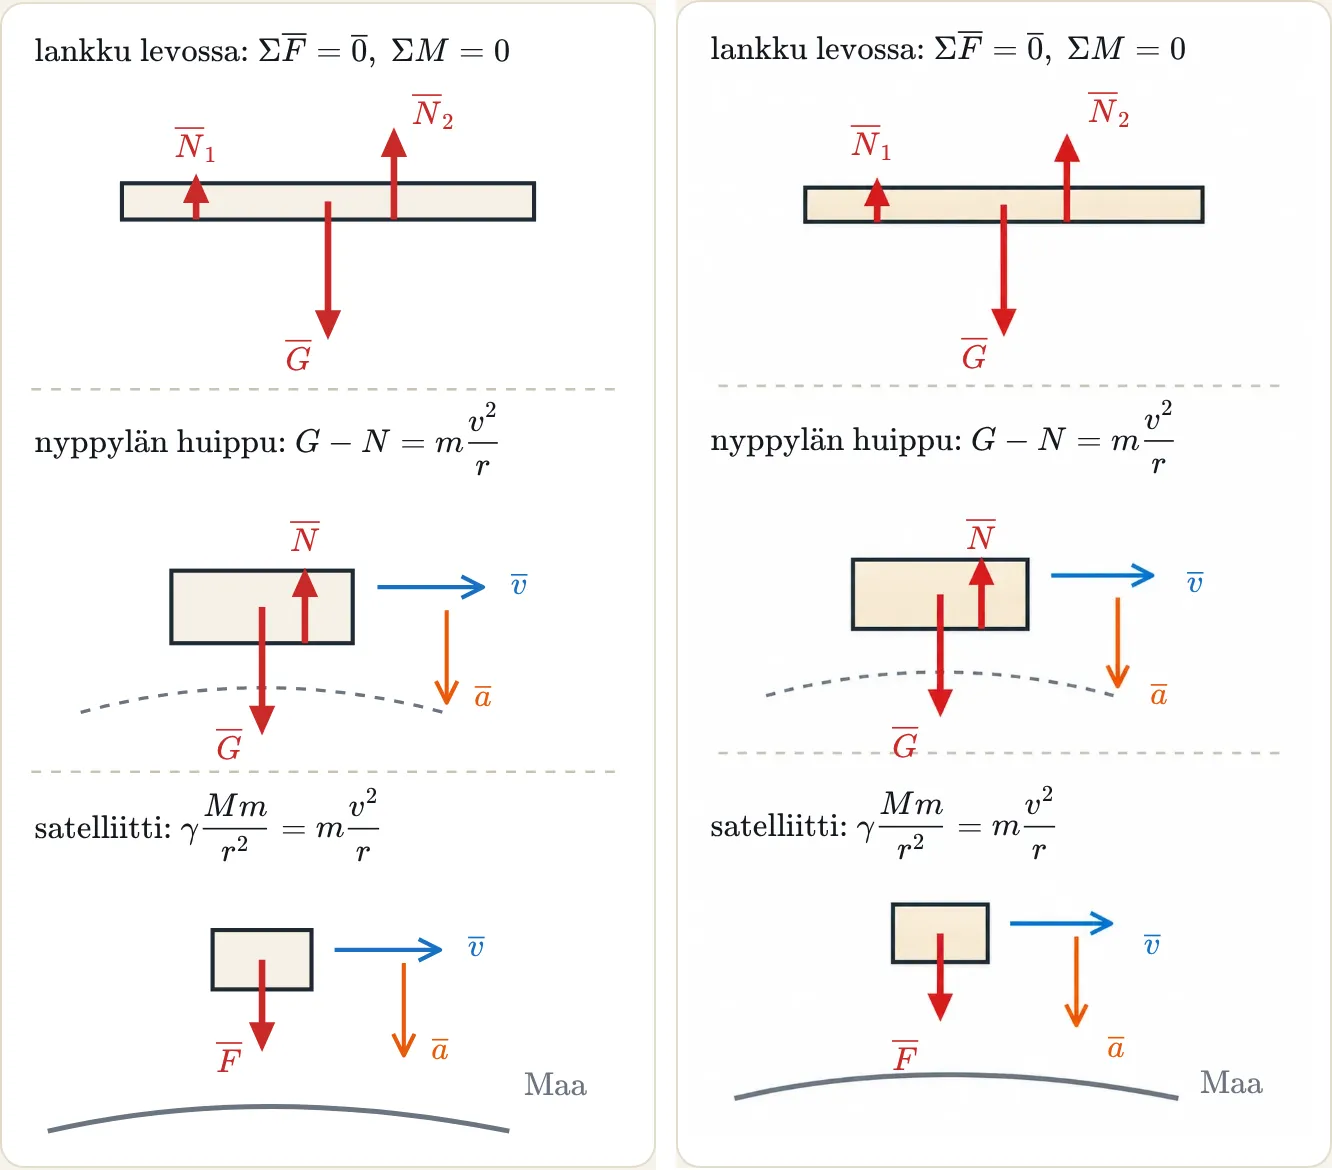 lankku levossa: ΣF̅ = 0̅, ΣM = 0
N̅₁
N̅₂
G̅
nyppylän huippu: G − N = m v²/r
N̅
v̅
a̅
G̅
satelliitti: γ Mm/r² = m v²/r
v̅
F̅
a̅
Maa
lankku levossa: ΣF̅ = 0̅, ΣM = 0
N̅₁
N̅₂
G̅
nyppylän huippu: G − N = m v²/r
N̅
v̅
a̅
G̅
satelliitti: γ Mm/r² = m v²/r
v̅
F̅
a̅
Maa